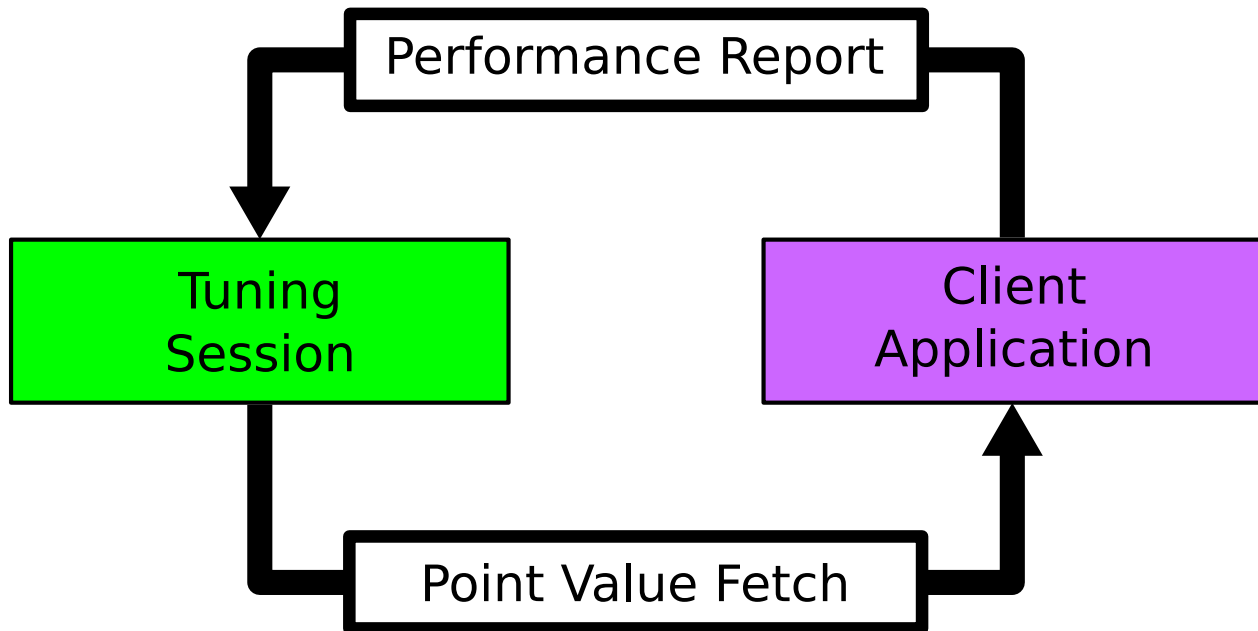 Performance Report
Tuning
Session
Client
Application
Point Value Fetch